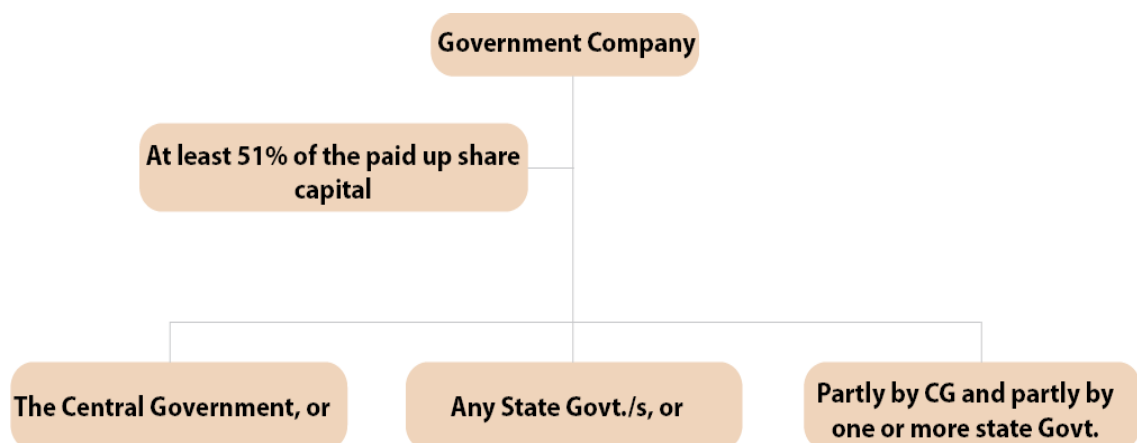 Government Company
At least 51% of the paid up share
capital
The Central Government, or
Any State Govt./s, or
Partly by CG and partly by
one or more state Govt.